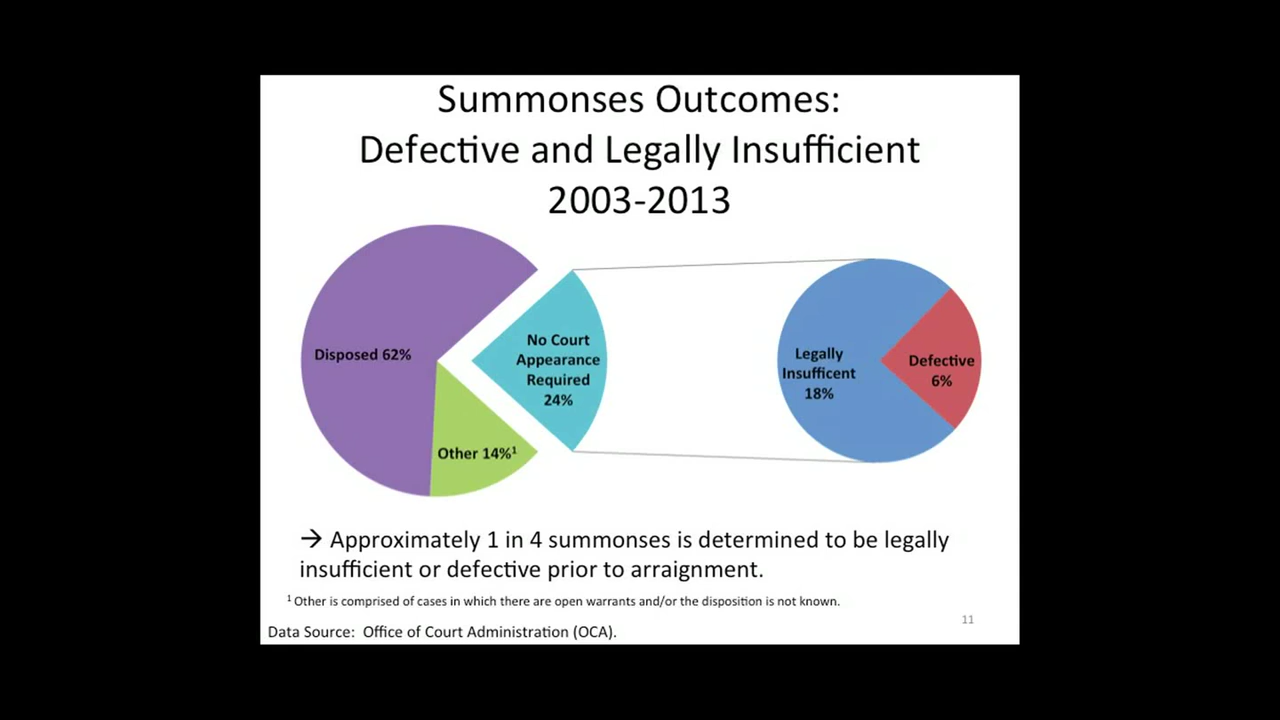 Summonses Outcomes:
Defective and Legally Insufficient
2003-2013
Disposed 62%
No Court
Appearance
Required
24%
Other 14%¹
Legally
Insufficent
18%
Defective
6%
→ Approximately 1 in 4 summonses is determined to be legally
insufficient or defective prior to arraignment.
¹ Other is comprised of cases in which there are open warrants and/or the disposition is not known.
11
Data Source: Office of Court Administration (OCA).